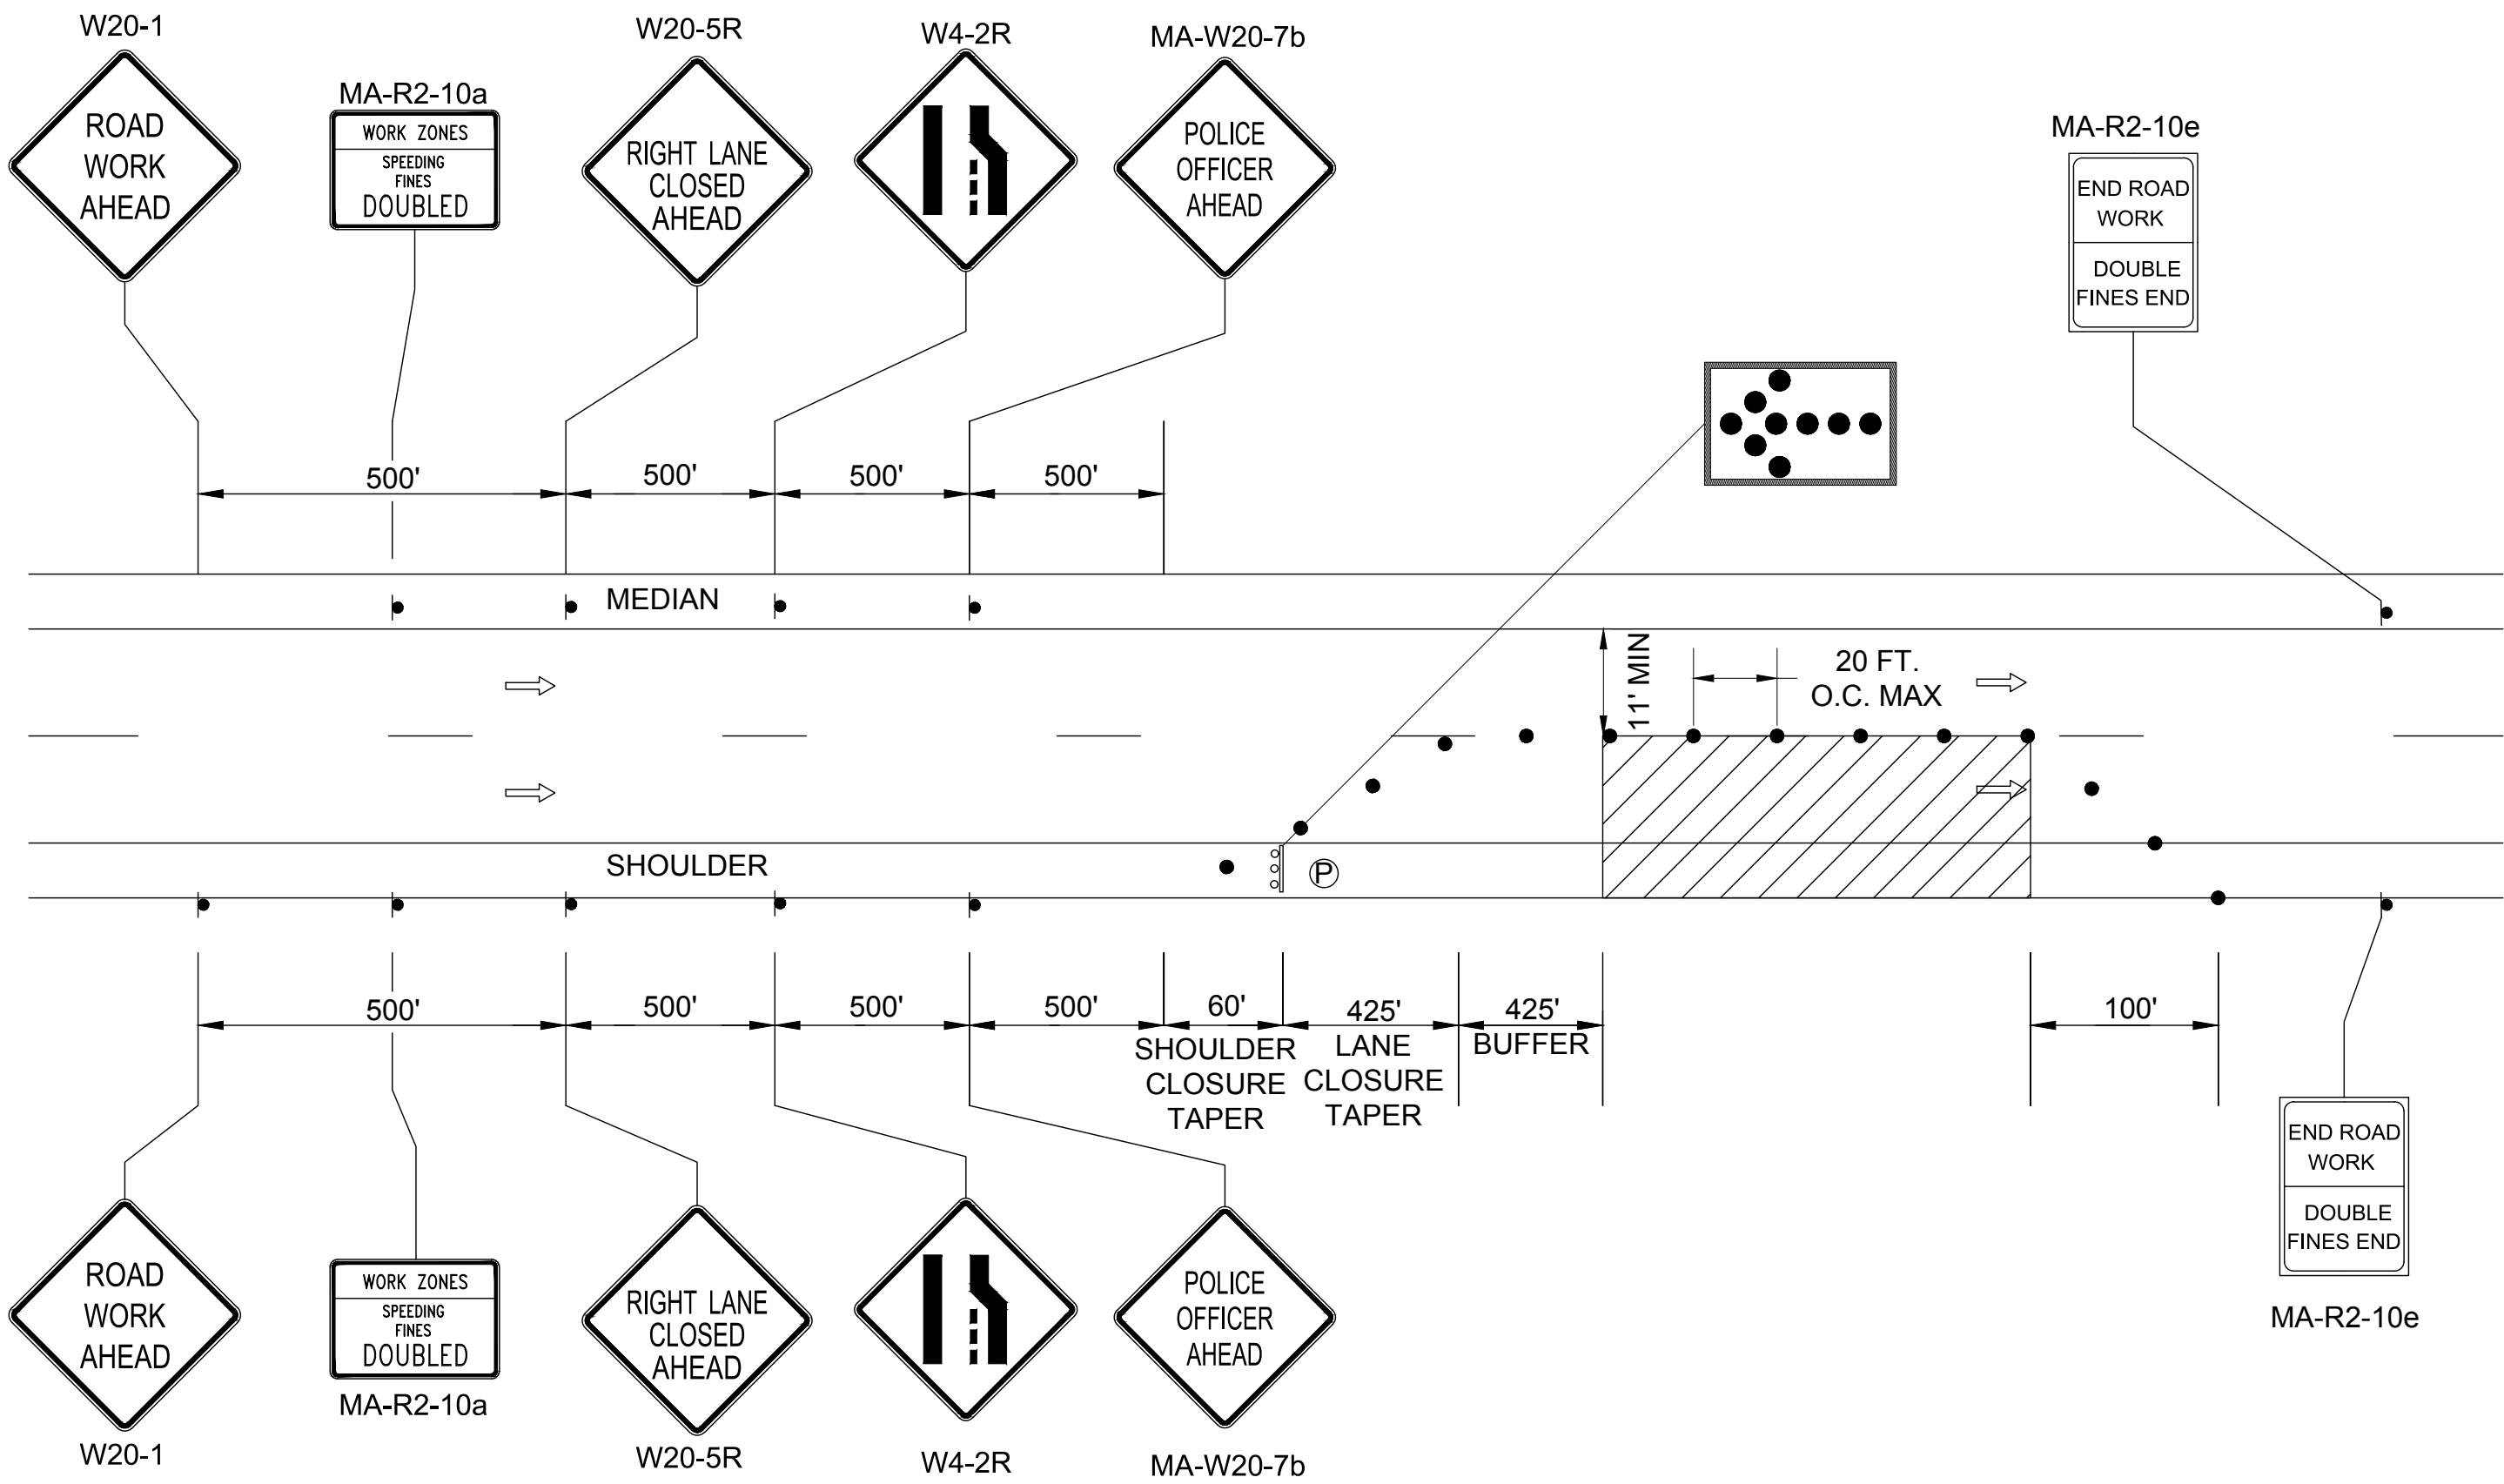 W20-1
W20-5R
W4-2R
MA-W20-7b
MA-R2-10a
MA-R2-10e
ROAD
WORK
AHEAD
WORK ZONES
SPEEDING
FINES
DOUBLED
RIGHT LANE
CLOSED
AHEAD
POLICE
OFFICER
AHEAD
END ROAD
WORK
DOUBLE
FINES END
500'
500'
500'
500'
MEDIAN
11' MIN
20 FT.
O.C. MAX
SHOULDER
P
500'
500'
500'
500'
60'
425'
425'
100'
SHOULDER
CLOSURE
TAPER
LANE
CLOSURE
TAPER
BUFFER
ROAD
WORK
AHEAD
WORK ZONES
SPEEDING
FINES
DOUBLED
RIGHT LANE
CLOSED
AHEAD
POLICE
OFFICER
AHEAD
END ROAD
WORK
DOUBLE
FINES END
MA-R2-10e
MA-R2-10a
W20-1
W20-5R
W4-2R
MA-W20-7b